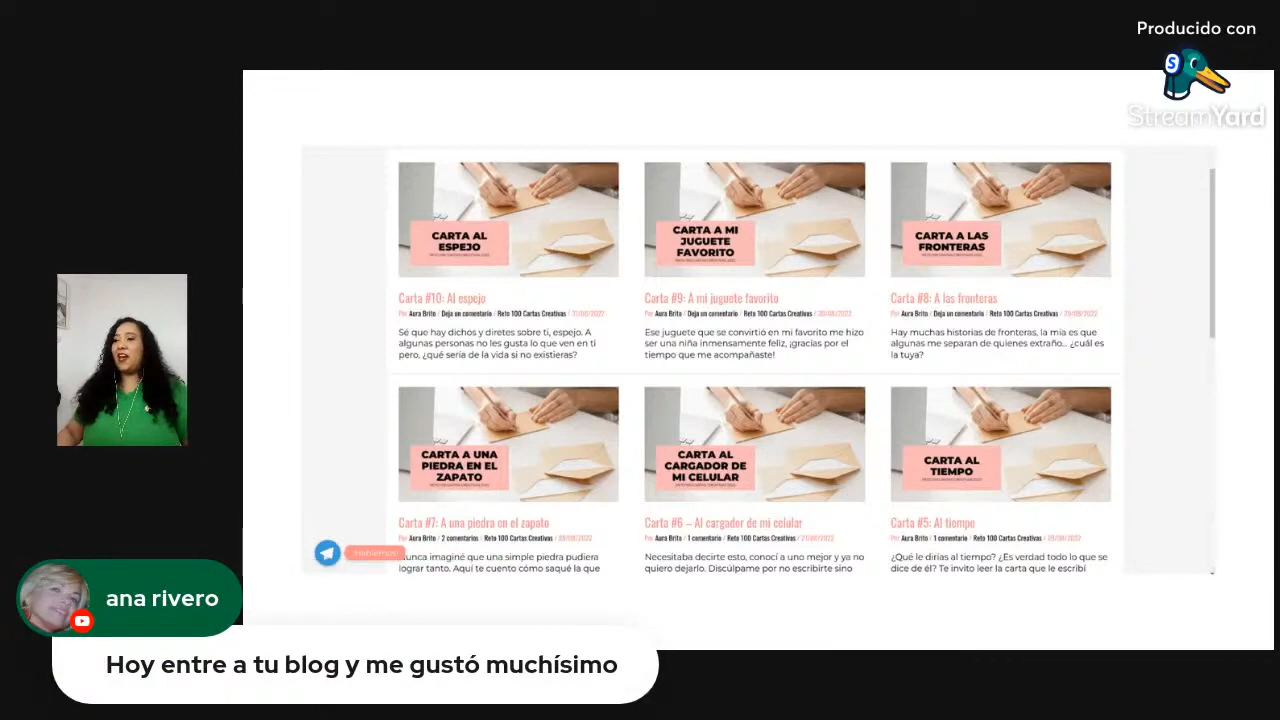 Producido con
StreamYard
CARTA AL
ESPEJO
Carta #10: Al espejo
Por Aura Brito / Deja un comentario / Reto 100 Cartas Creativas / 31/08/2022
Sé que hay dichos y diretes sobre ti, espejo. A
algunas personas no les gusta lo que ven en ti
pero, ¿qué sería de la vida si no existieras?
CARTA A MI
JUGUETE
FAVORITO
Carta #9: A mi juguete favorito
Por Aura Brito / Deja un comentario / Reto 100 Cartas Creativas / 30/08/2022
Ese juguete que se convirtió en mi favorito me hizo
ser una niña inmensamente feliz, ¡gracias por el
tiempo que me acompañaste!
CARTA A LAS
FRONTERAS
Carta #8: A las fronteras
Por Aura Brito / Deja un comentario / Reto 100 Cartas Creativas / 29/08/2022
Hay muchas historias de fronteras, la mía es que
algunas me separan de quienes extraño... ¿cuál es
la tuya?
CARTA A UNA
PIEDRA EN EL
ZAPATO
Carta #7: A una piedra en el zapato
Por Aura Brito / 2 comentarios / Reto 100 Cartas Creativas
Nunca imaginé que una simple piedra pudiera
lograr tanto. Aquí te cuento cómo saqué la que
CARTA AL
CARGADOR DE
MI CELULAR
Carta #6 – Al cargador de mi celular
Por Aura Brito / 1 comentario / Reto 100 Cartas Creativas
Necesitaba decirte esto, conocí a uno mejor y ya no
quiero dejarlo. Discúlpame por no escribirte sino
CARTA AL
TIEMPO
Carta #5: Al tiempo
Por Aura Brito / 1 comentario / Reto 100 Cartas Creativas
¿Qué le dirías al tiempo? ¿Es verdad todo lo que se
dice de él? Te invito leer la carta que le escribí
¡Hablemos!
ana rivero
Hoy entre a tu blog y me gustó muchísimo